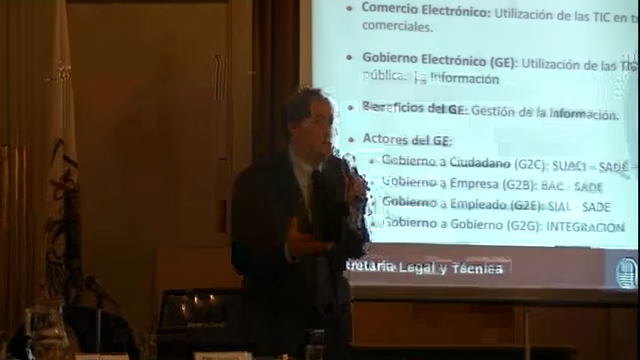 • Comercio Electrónico: Utilización de las TIC en t
comerciales.
• Gobierno Electrónico (GE): Utilización de las TIC
pública. La Información
• Beneficios del GE: Gestión de la Información.
• Actores del GE:
• Gobierno a Ciudadano (G2C): SUACI – SADE –
• Gobierno a Empresa (G2B): BAC - SADE
• Gobierno a Empleado (G2E): SIAL - SADE
• Gobierno a Gobierno (G2G): INTEGRACION
cretaría Legal y Técnica